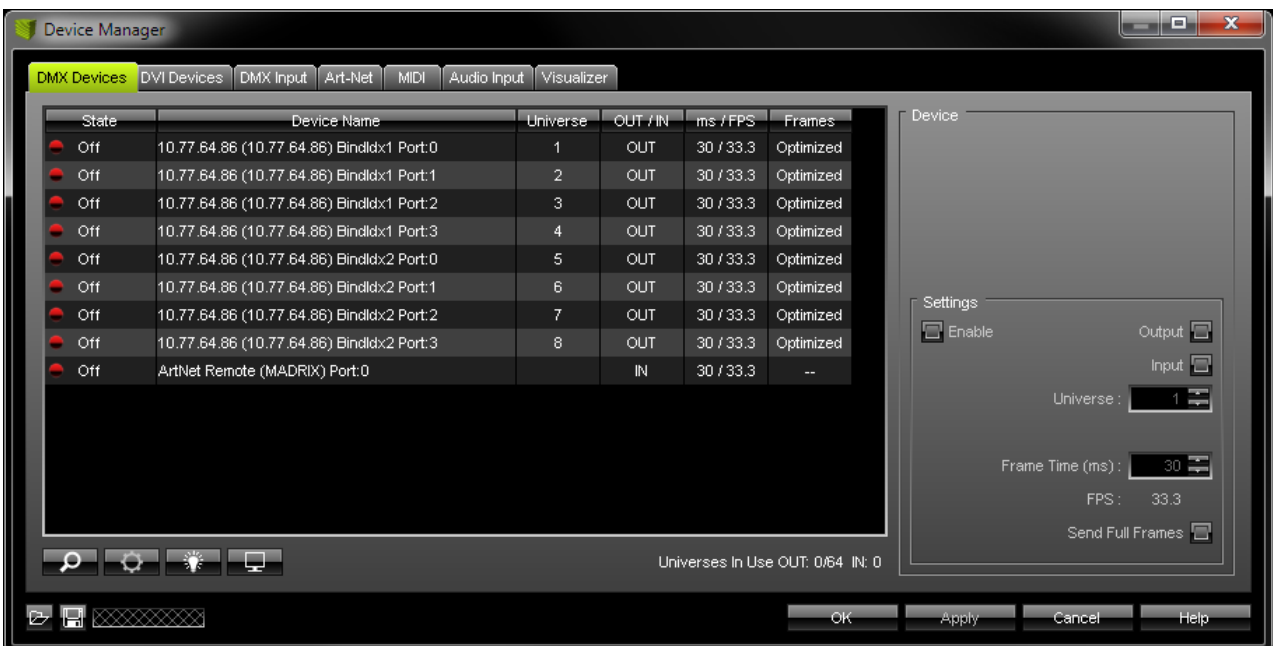 Device Manager
DMX Devices DVI Devices DMX Input Art-Net MIDI Audio Input Visualizer
State Device Name Universe OUT / IN ms / FPS Frames
Off 10.77.64.86 (10.77.64.86) BindIdx1 Port:0 1 OUT 30 / 33.3 Optimized
Off 10.77.64.86 (10.77.64.86) BindIdx1 Port:1 2 OUT 30 / 33.3 Optimized
Off 10.77.64.86 (10.77.64.86) BindIdx1 Port:2 3 OUT 30 / 33.3 Optimized
Off 10.77.64.86 (10.77.64.86) BindIdx1 Port:3 4 OUT 30 / 33.3 Optimized
Off 10.77.64.86 (10.77.64.86) BindIdx2 Port:0 5 OUT 30 / 33.3 Optimized
Off 10.77.64.86 (10.77.64.86) BindIdx2 Port:1 6 OUT 30 / 33.3 Optimized
Off 10.77.64.86 (10.77.64.86) BindIdx2 Port:2 7 OUT 30 / 33.3 Optimized
Off 10.77.64.86 (10.77.64.86) BindIdx2 Port:3 8 OUT 30 / 33.3 Optimized
Off ArtNet Remote (MADRIX) Port:0 IN 30 / 33.3 --
Universes In Use OUT: 0/64 IN: 0
Device
Settings
Enable Output
Input
Universe : 1
Frame Time (ms) : 30
FPS : 33.3
Send Full Frames
OK Apply Cancel Help